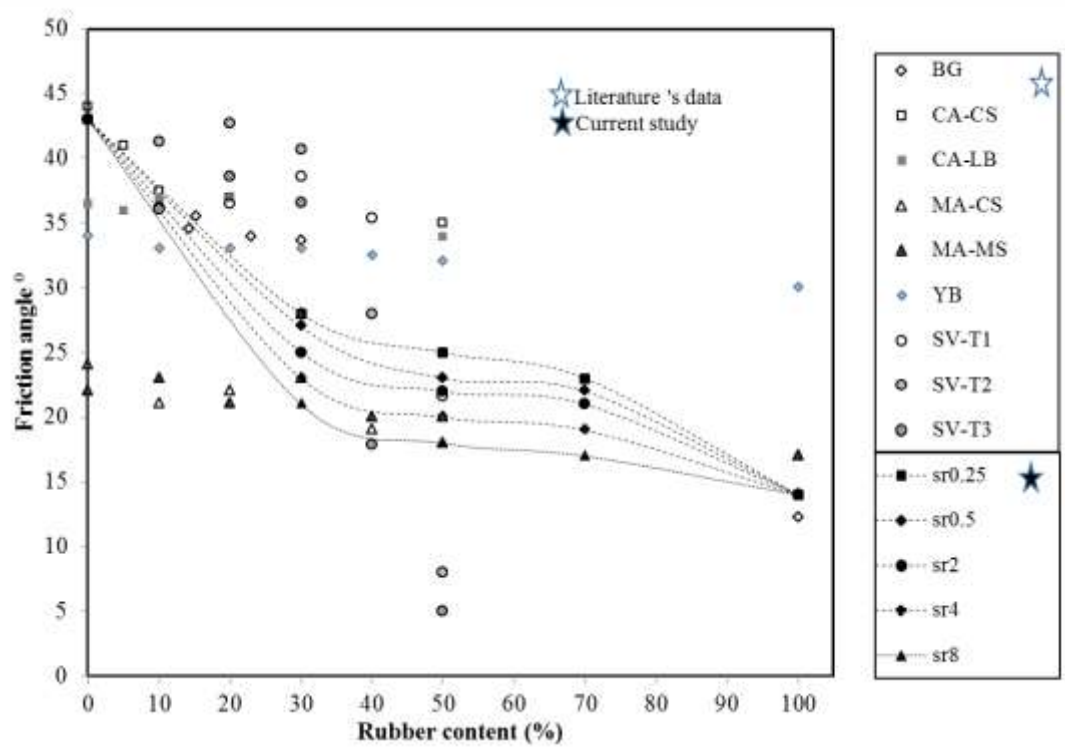 50
45
40
35
30
25
20
15
10
5
0
Friction angle °
0 10 20 30 40 50 60 70 80 90 100
Rubber content (%)
Literature 's data
Current study
BG
CA-CS
CA-LB
MA-CS
MA-MS
YB
SV-T1
SV-T2
SV-T3
sr0.25
sr0.5
sr2
sr4
sr8